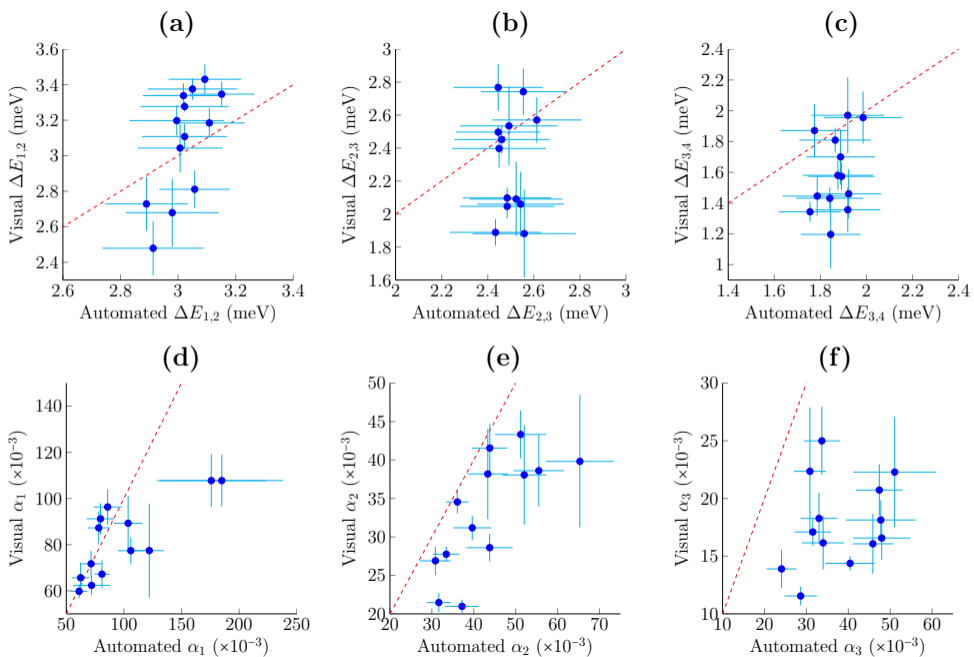 (a)
3.6
3.4
3.2
3
2.8
2.6
2.4
Visual ΔE1,2 (meV)
2.6 2.8 3 3.2 3.4
Automated ΔE1,2 (meV)
(b)
3
2.8
2.6
2.4
2.2
2
1.8
1.6
Visual ΔE2,3 (meV)
2 2.2 2.4 2.6 2.8 3
Automated ΔE2,3 (meV)
(c)
2.4
2.2
2
1.8
1.6
1.4
1.2
1
Visual ΔE3,4 (meV)
1.4 1.6 1.8 2 2.2 2.4
Automated ΔE3,4 (meV)
(d)
140
120
100
80
60
Visual α1 (×10−3)
50 100 150 200 250
Automated α1 (×10−3)
(e)
50
45
40
35
30
25
20
Visual α2 (×10−3)
20 30 40 50 60 70
Automated α2 (×10−3)
(f)
30
25
20
15
10
Visual α3 (×10−3)
10 20 30 40 50 60
Automated α3 (×10−3)